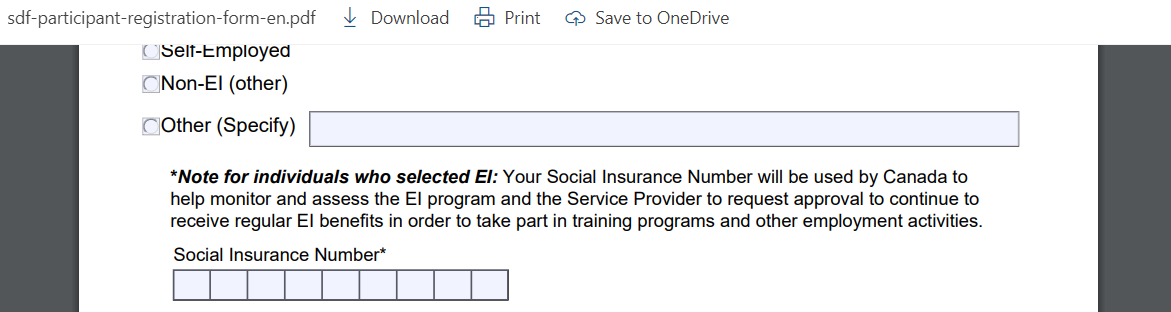 sdf-participant-registration-form-en.pdf Download Print Save to OneDrive
Self-Employed
Non-EI (other)
Other (Specify)
*Note for individuals who selected EI: Your Social Insurance Number will be used by Canada to
help monitor and assess the EI program and the Service Provider to request approval to continue to
receive regular EI benefits in order to take part in training programs and other employment activities.
Social Insurance Number*